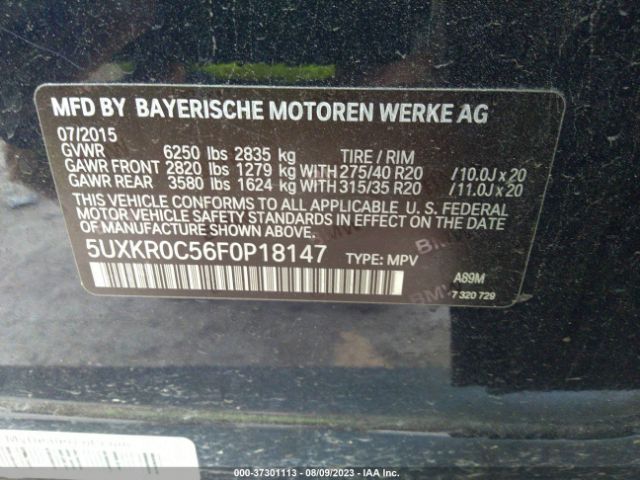 MFD BY BAYERISCHE MOTOREN WERKE AG
07/2015
GVWR 6250 lbs 2835 kg TIRE / RIM
GAWR FRONT 2820 lbs 1279 kg WITH 275/40 R20 /10.0J x 20
GAWR REAR 3580 lbs 1624 kg WITH 315/35 R20 /11.0J x 20
THIS VEHICLE CONFORMS TO ALL APPLICABLE U. S. FEDERAL
MOTOR VEHICLE SAFETY STANDARDS IN EFFECT ON THE DATE
OF MANUFACTURE SHOWN ABOVE.
5UXKR0C56F0P18147 TYPE: MPV
A89M
7 320 729
000-37301113 - 08/09/2023 - IAA Inc.